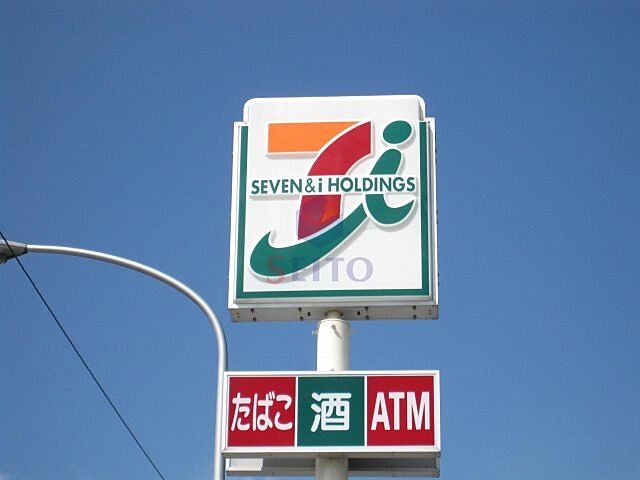 SEVEN&i HOLDINGS
SEITO
たばこ 酒 ATM